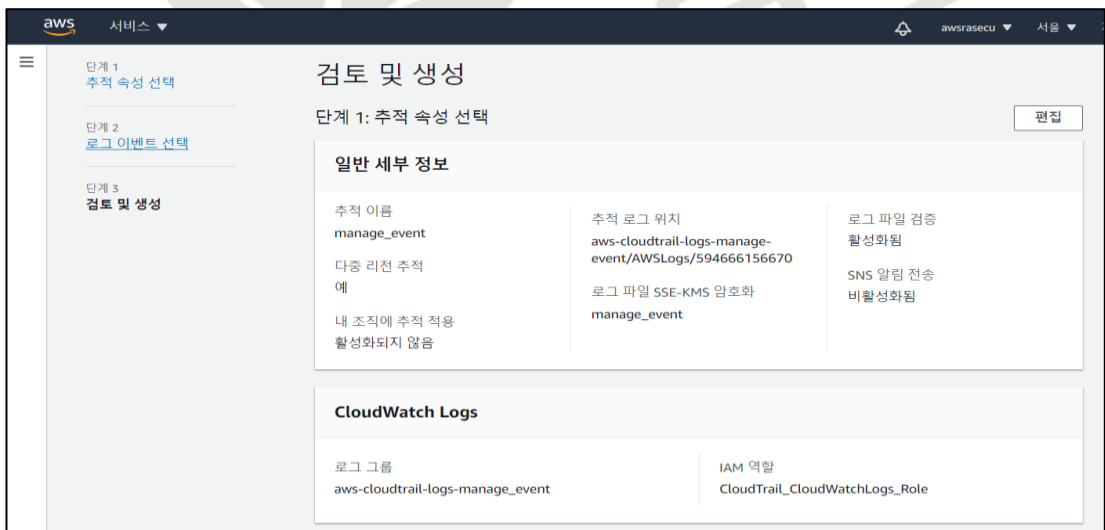 aws 서비스 ▼ awsrasecu ▼ 서울 ▼
단계 1
추적 속성 선택
단계 2
로그 이벤트 선택
단계 3
검토 및 생성
검토 및 생성
단계 1: 추적 속성 선택
편집
일반 세부 정보
추적 이름
manage_event
다중 리전 추적
예
내 조직에 추적 적용
활성화되지 않음
추적 로그 위치
aws-cloudtrail-logs-manage-
event/AWSLogs/594666156670
로그 파일 SSE-KMS 암호화
manage_event
로그 파일 검증
활성화됨
SNS 알림 전송
비활성화됨
CloudWatch Logs
로그 그룹
aws-cloudtrail-logs-manage_event
IAM 역할
CloudTrail_CloudWatchLogs_Role